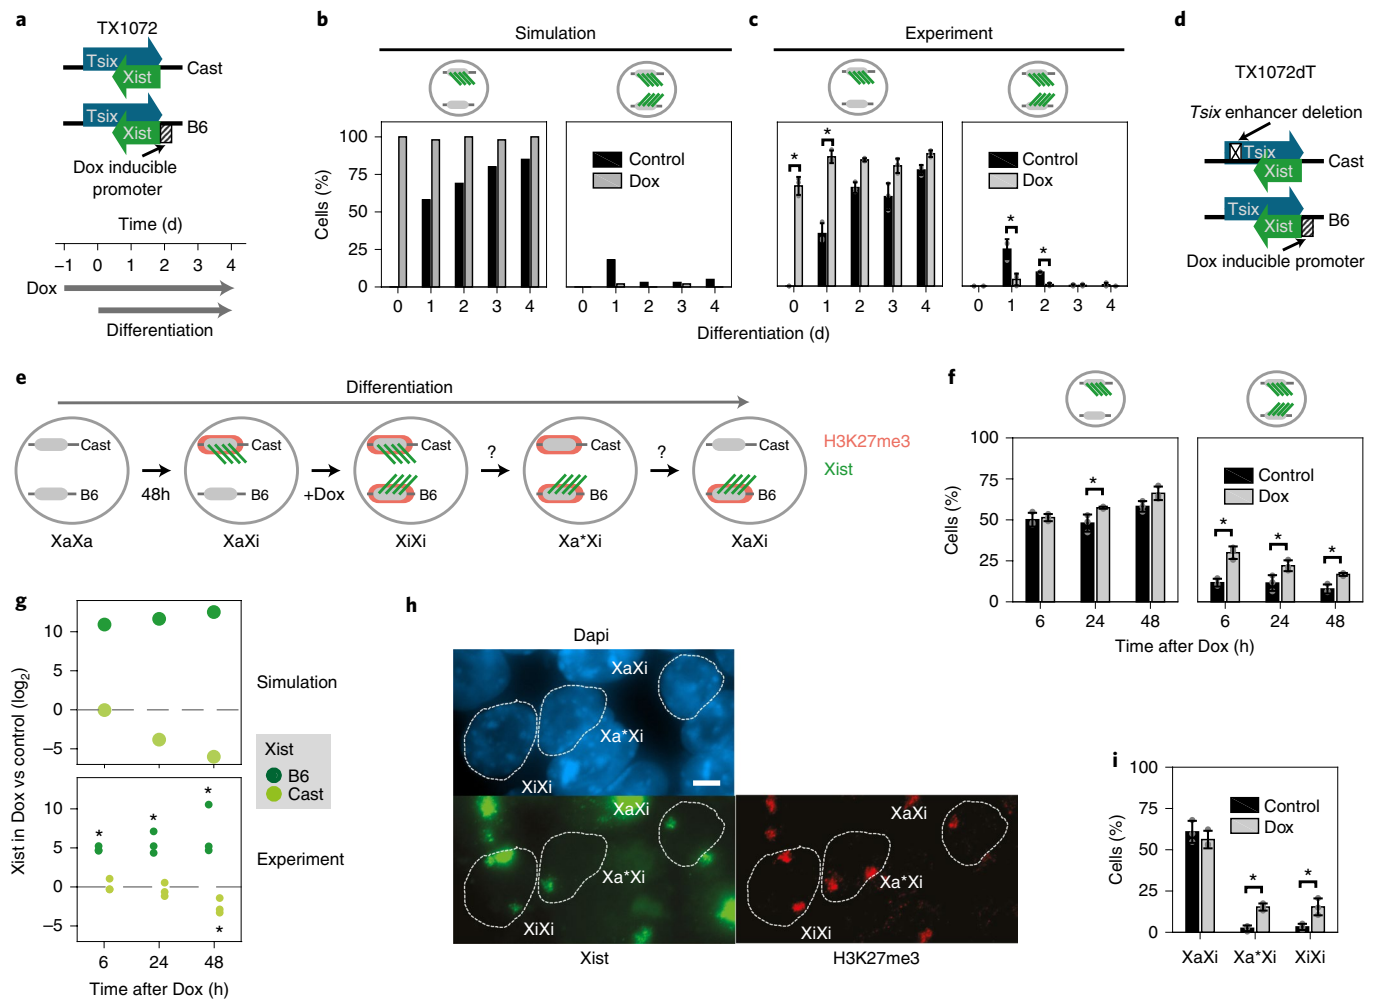 a
TX1072
Tsix
Xist
Cast
Tsix
Xist
B6
Dox inducible
promoter
Time (d)
−1 0 1 2 3 4
Dox
Differentiation
b
Simulation
Cells (%)
100
75
50
25
0
0 1 2 3 4
Control
Dox
0 1 2 3 4
c
Experiment
* *
0 1 2 3 4
* *
Control
Dox
0 1 2 3 4
Differentiation (d)
d
TX1072dT
Tsix enhancer deletion
Tsix
Xist
Cast
Tsix
Xist
B6
Dox inducible promoter
e
Differentiation
Cast
B6
XaXa
48h
Cast
B6
XaXi
+Dox
Cast
B6
XiXi
?
Cast
B6
Xa*Xi
?
Cast
B6
XaXi
H3K27me3
Xist
f
Cells (%)
100
75
50
25
0
*
6 24 48
Control
Dox
* * *
6 24 48
Time after Dox (h)
g
Xist in Dox vs control (log2)
10
5
0
−5
Simulation
Xist
B6
Cast
10
5
0
−5
* * *
*
Experiment
6 24 48
Time after Dox (h)
h
Dapi
XaXi
Xa*Xi
XiXi
XaXi
Xa*Xi
XiXi
Xist
XaXi
Xa*Xi
XiXi
H3K27me3
i
Cells (%)
100
75
50
25
0
Control
Dox
* *
XaXi Xa*Xi XiXi